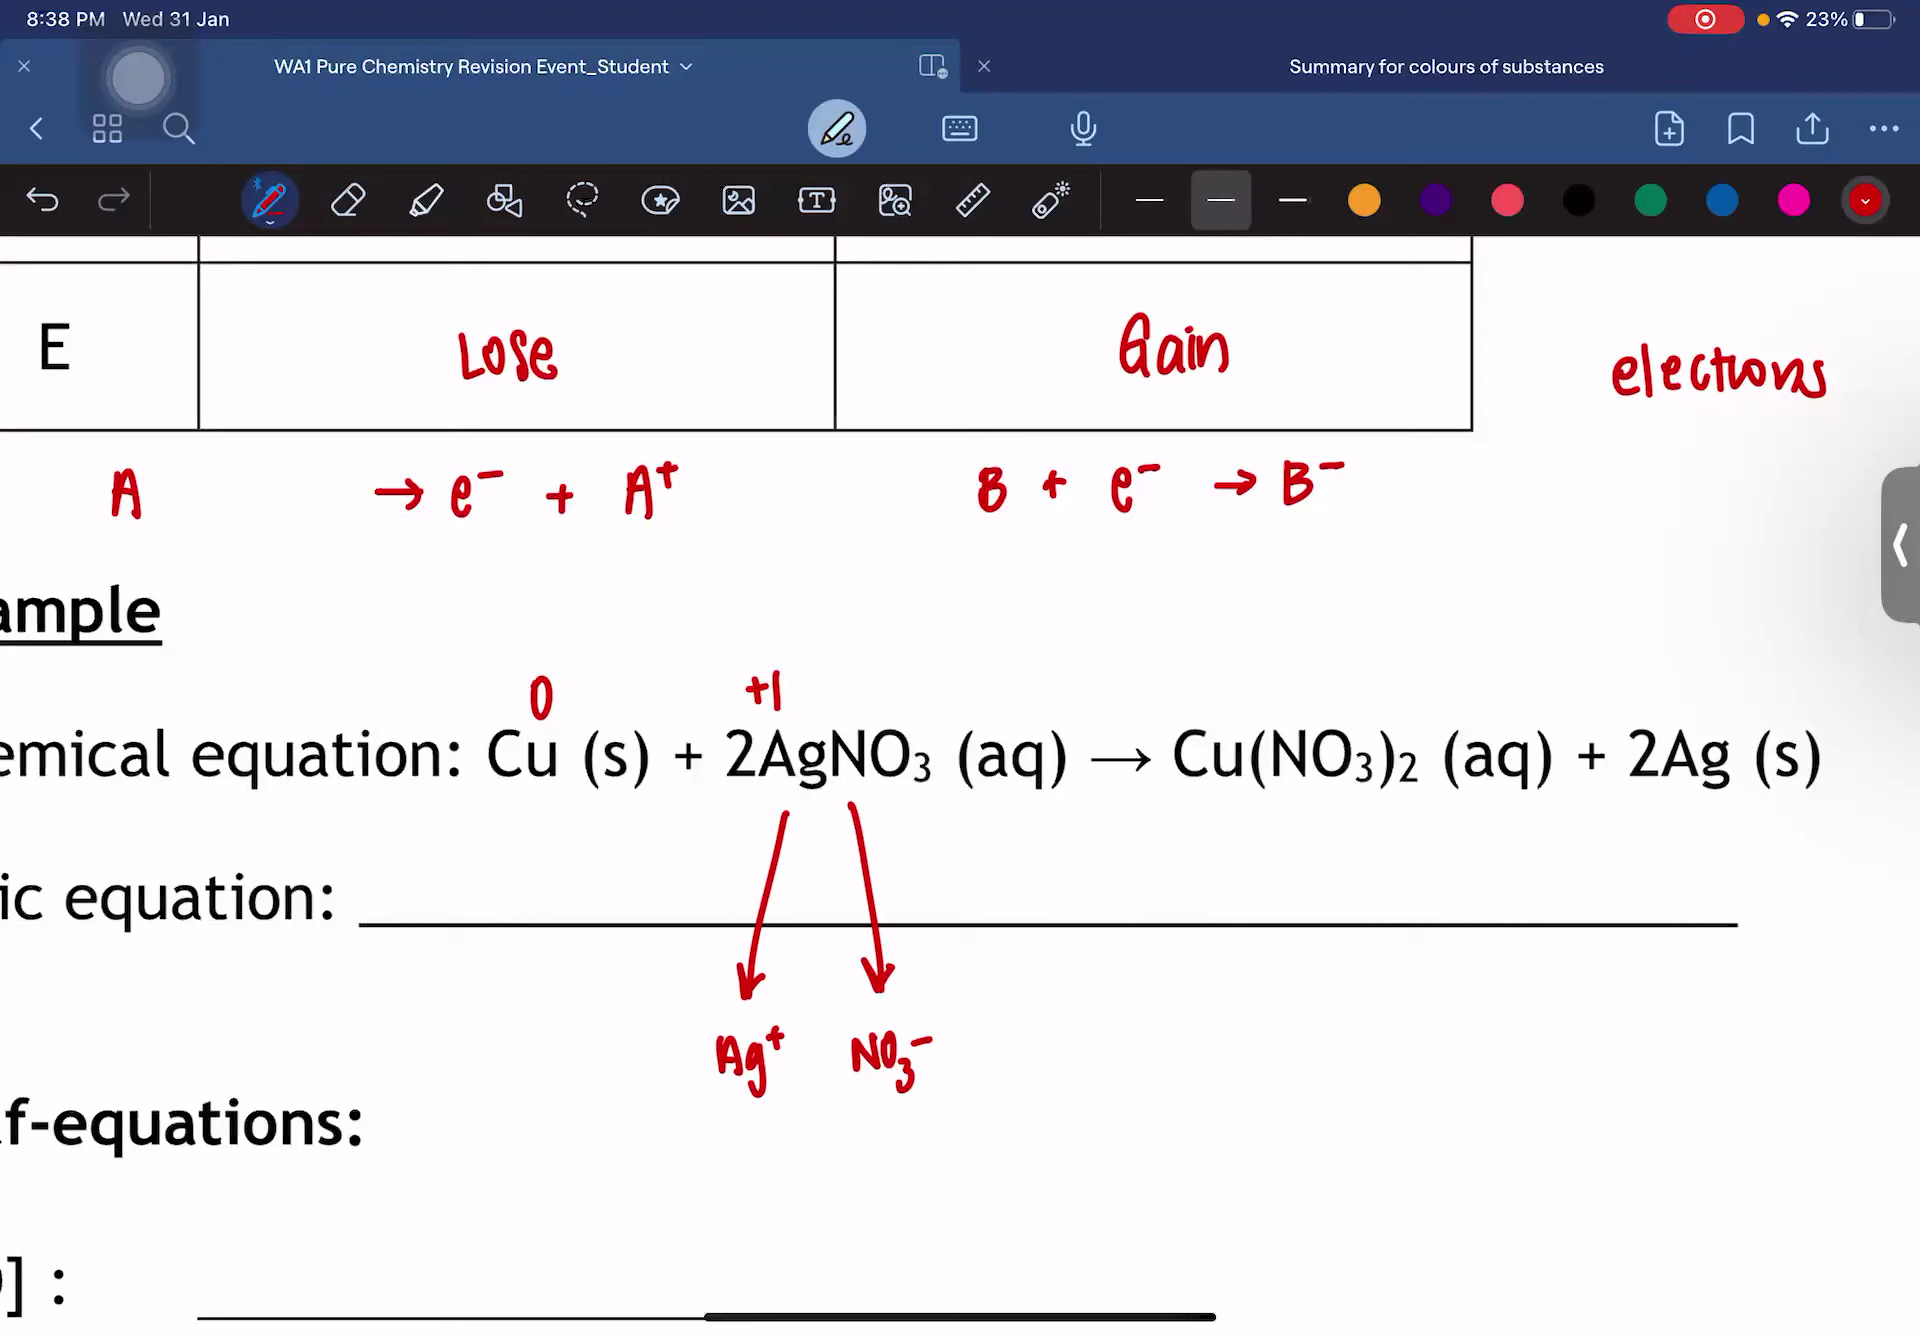 8:38 PM Wed 31 Jan 23%
WA1 Pure Chemistry Revision Event_Student
Summary for colours of substances
E Lose Gain electrons
A → e⁻ + A⁺ B + e⁻ → B⁻
ample
0 +1
emical equation: Cu (s) + 2AgNO₃ (aq) → Cu(NO₃)₂ (aq) + 2Ag (s)
ic equation:
Ag⁺ NO₃⁻
f-equations:
] :